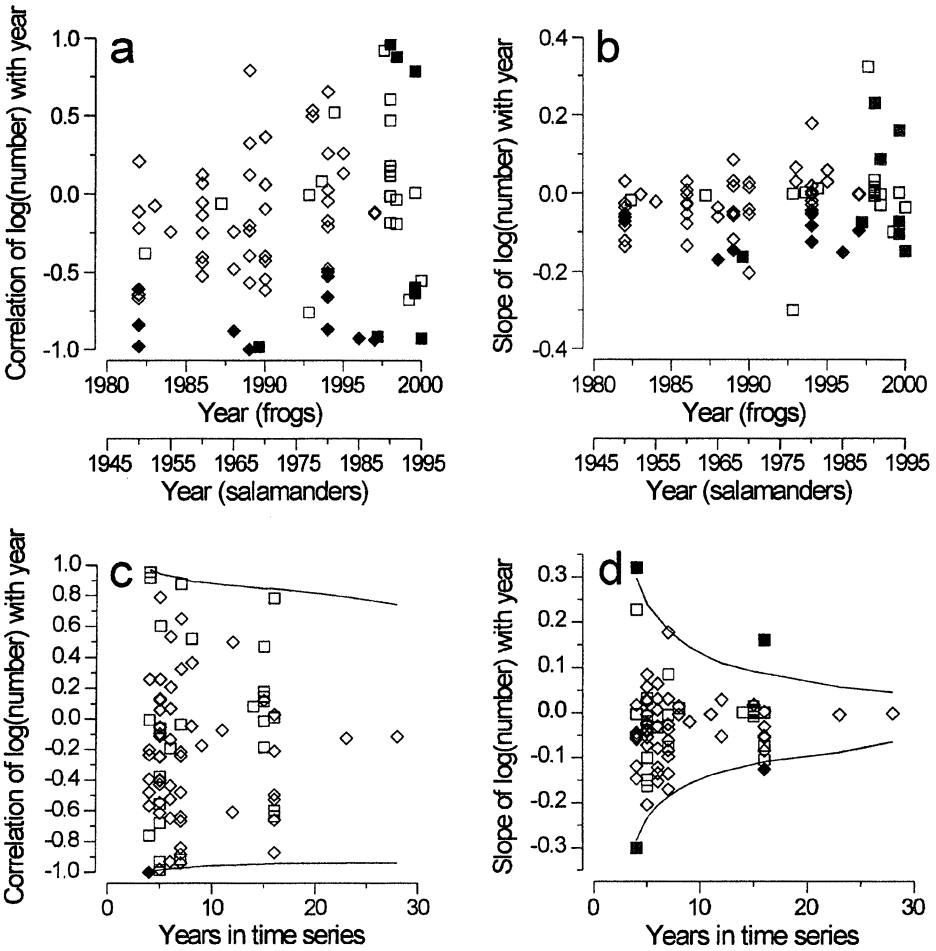 a
Correlation of log(number) with year
1.0
0.5
0.0
-0.5
-1.0
1980 1985 1990 1995 2000
Year (frogs)
1945 1955 1965 1975 1985 1995
Year (salamanders)
b
Slope of log(number) with year
0.4
0.2
0.0
-0.2
-0.4
1980 1985 1990 1995 2000
Year (frogs)
1945 1955 1965 1975 1985 1995
Year (salamanders)
c
Correlation of log(number) with year
1.0
0.8
0.6
0.4
0.2
0.0
-0.2
-0.4
-0.6
-0.8
-1.0
0 10 20 30
Years in time series
d
Slope of log(number) with year
0.3
0.2
0.1
0.0
-0.1
-0.2
-0.3
0 10 20 30
Years in time series